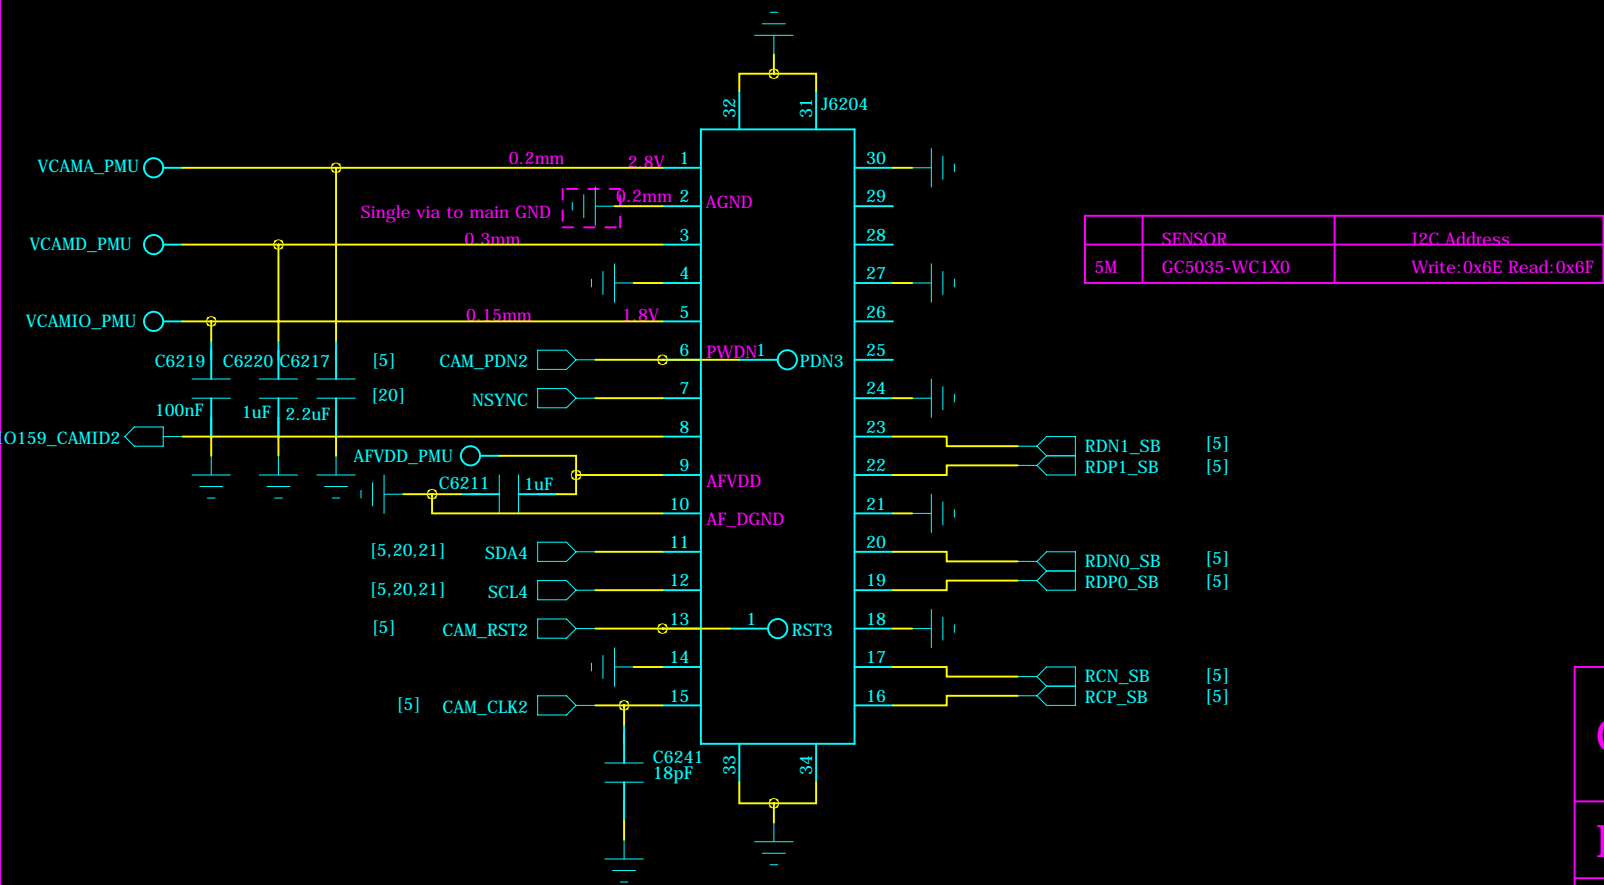 32
31
J6204
VCAMA_PMU
0.2mm
2.8V
1
30
Single via to main GND
0.2mm
2
AGND
29
VCAMD_PMU
0.3mm
3
28
SENSOR
I2C Address
5M
GC5035-WC1X0
Write:0x6E Read:0x6F
4
27
VCAMIO_PMU
0.15mm
1.8V
5
26
C6219
C6220
C6217
[5]
CAM_PDN2
6
PWDN
1
PDN3
25
[20]
NSYNC
7
24
100nF
1uF
2.2uF
IO159_CAMID2
8
23
RDN1_SB
[5]
AFVDD_PMU
9
22
RDP1_SB
[5]
C6211
1uF
AFVDD
10
21
AF_DGND
[5,20,21]
SDA4
11
20
RDN0_SB
[5]
[5,20,21]
SCL4
12
19
RDP0_SB
[5]
[5]
CAM_RST2
13
1
RST3
18
14
17
RCN_SB
[5]
[5]
CAM_CLK2
15
16
RCP_SB
[5]
C6241
18pF
33
34